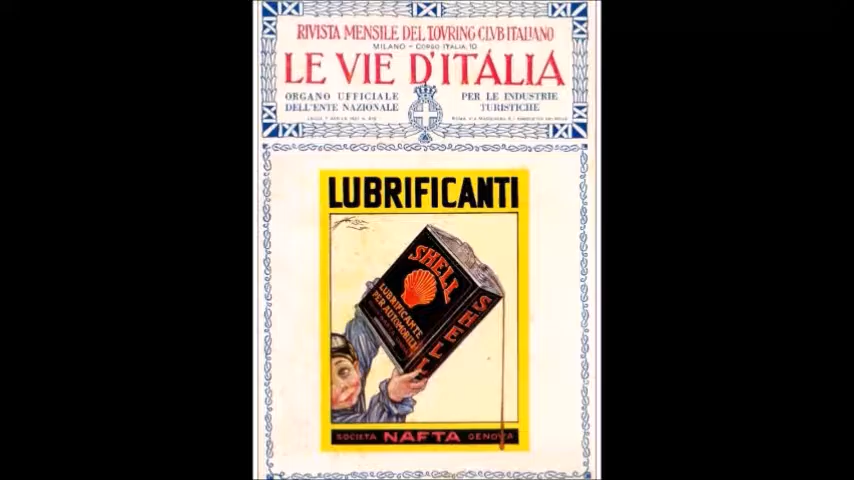 RIVISTA MENSILE DEL TOVRING CLVB ITALIANO
MILANO - CORSO ITALIA, 10
LE VIE D'ITALIA
ORGANO UFFICIALE
DELL'ENTE NAZIONALE
PER LE INDUSTRIE
TURISTICHE
LUBRIFICANTI
SHELL
LUBRIFICANTE
PER AUTOMOBILI
SHELL
SOCIETA NAFTA GENOVA